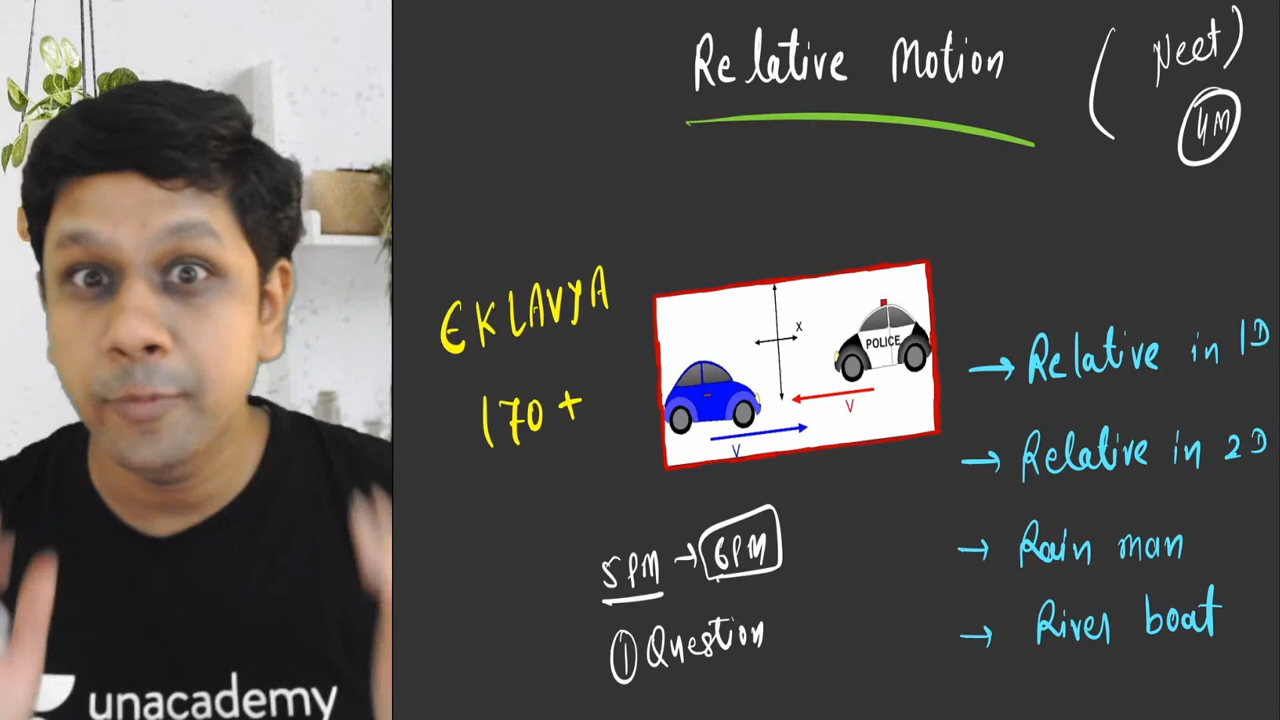 Relative Motion (Neet)
4M
EKLAVYA
170+
x
POLICE
V
V
→ Relative in 1D
→ Relative in 2D
→ Rain man
→ River boat
5PM → 6PM
① Question
unacademy